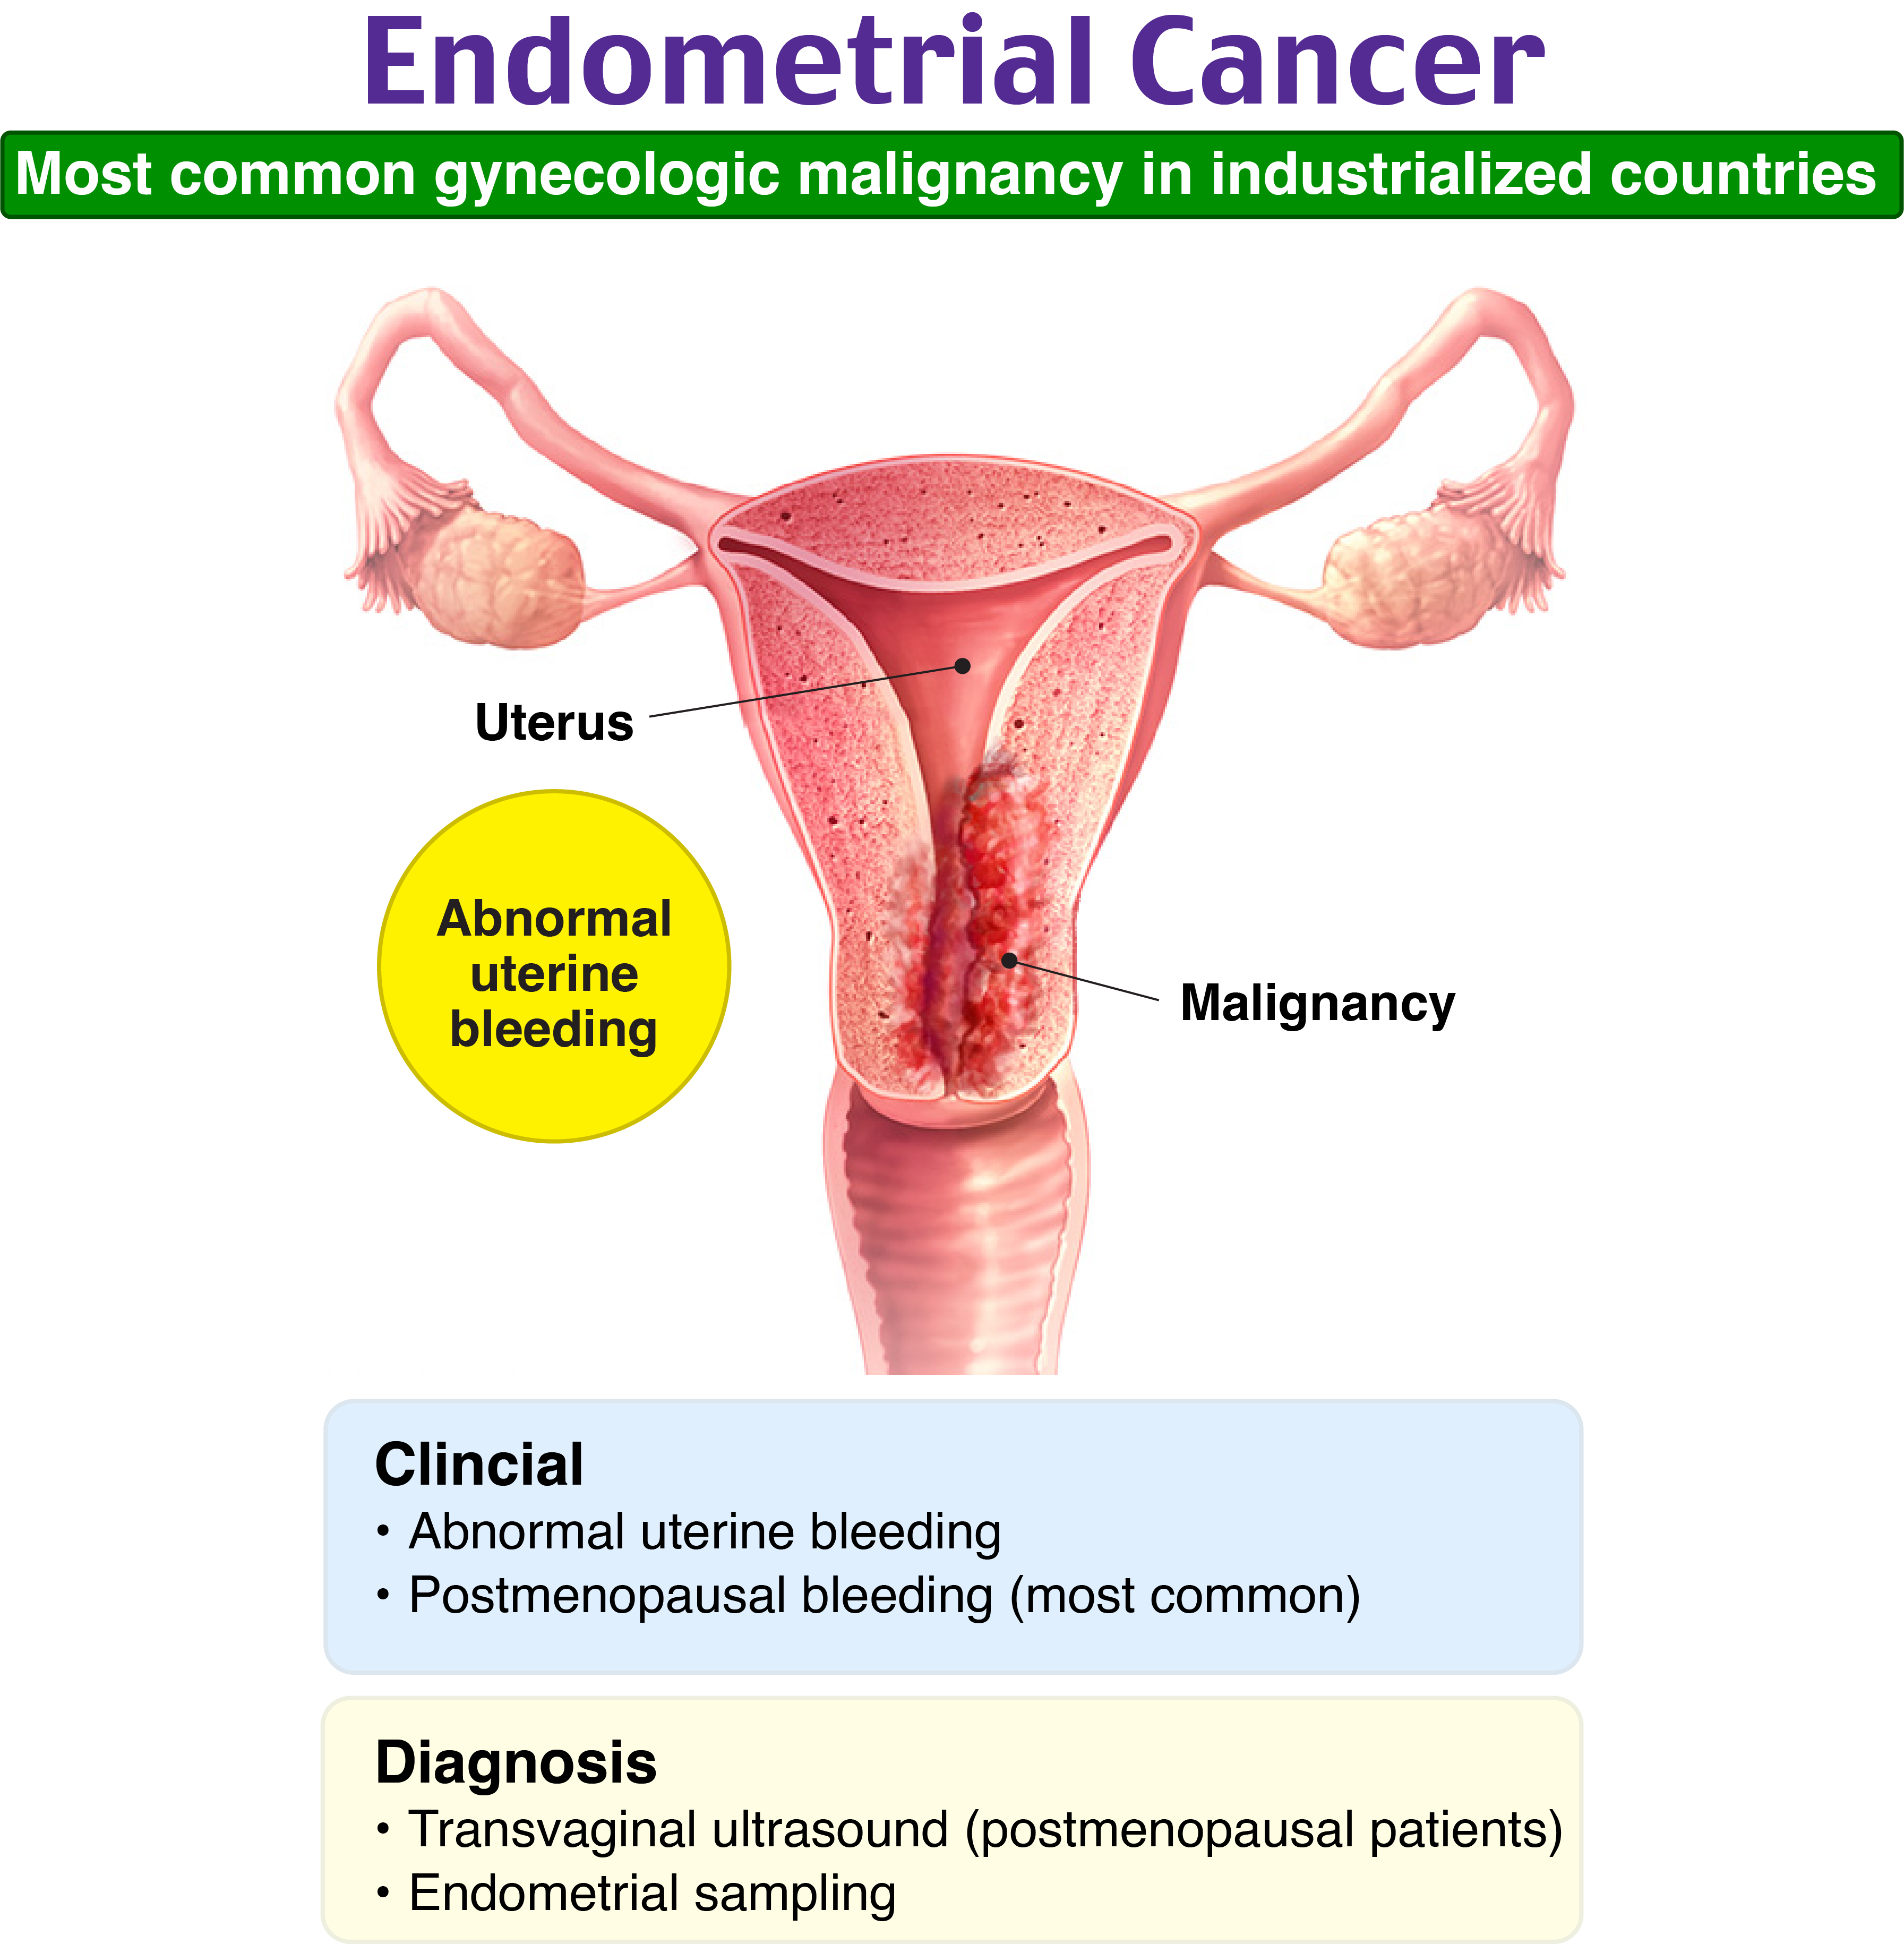 Endometrial Cancer
Most common gynecologic malignancy in industrialized countries
Uterus
Abnormal
uterine
bleeding
Malignancy
Clincial
• Abnormal uterine bleeding
• Postmenopausal bleeding (most common)
Diagnosis
• Transvaginal ultrasound (postmenopausal patients)
• Endometrial sampling